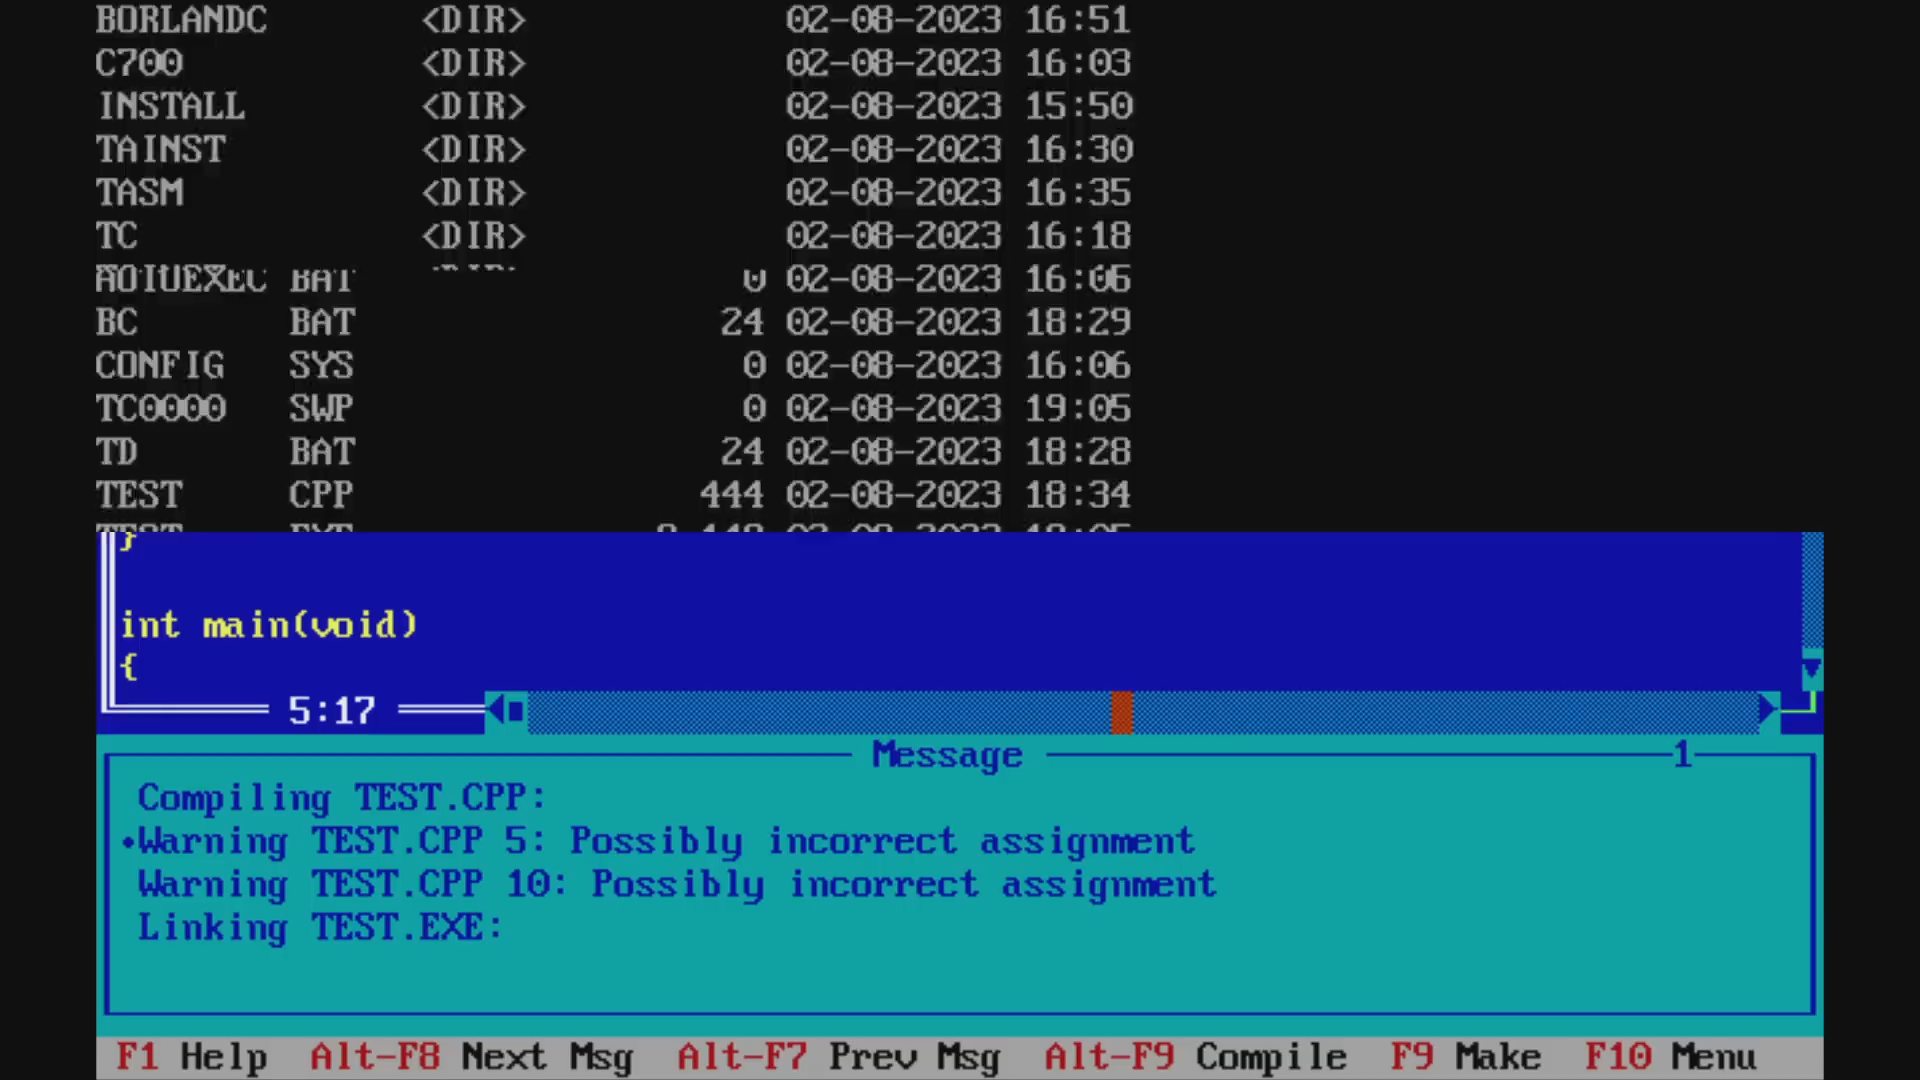 BORLANDC <DIR> 02-08-2023 16:51
C700 <DIR> 02-08-2023 16:03
INSTALL <DIR> 02-08-2023 15:50
TAINST <DIR> 02-08-2023 16:30
TASM <DIR> 02-08-2023 16:35
TC <DIR> 02-08-2023 16:18
BAT 02-08-2023
BC BAT 24 02-08-2023 18:29
CONFIG SYS 0 02-08-2023 16:06
TC0000 SWP 0 02-08-2023 19:05
TD BAT 24 02-08-2023 18:28
TEST CPP 444 02-08-2023 18:34
}
int main(void)
{
5:17
Message 1
Compiling TEST.CPP:
•Warning TEST.CPP 5: Possibly incorrect assignment
Warning TEST.CPP 10: Possibly incorrect assignment
Linking TEST.EXE:
F1 Help Alt-F8 Next Msg Alt-F7 Prev Msg Alt-F9 Compile F9 Make F10 Menu